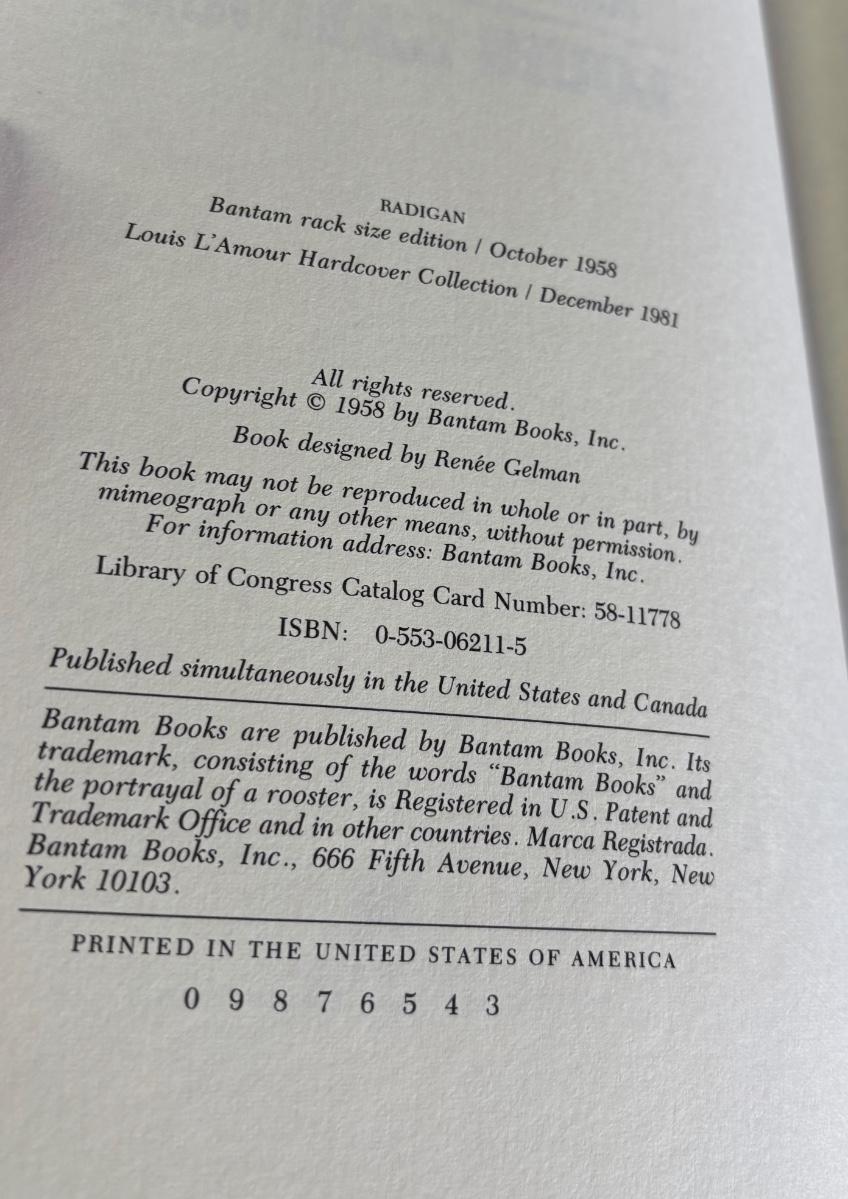 RADIGAN
Bantam rack size edition / October 1958
Louis L'Amour Hardcover Collection / December 1981
All rights reserved.
Copyright © 1958 by Bantam Books, Inc.
Book designed by Renée Gelman
This book may not be reproduced in whole or in part, by
mimeograph or any other means, without permission.
For information address: Bantam Books, Inc.
Library of Congress Catalog Card Number: 58-11778
ISBN: 0-553-06211-5
Published simultaneously in the United States and Canada
Bantam Books are published by Bantam Books, Inc. Its
trademark, consisting of the words “Bantam Books” and
the portrayal of a rooster, is Registered in U.S. Patent and
Trademark Office and in other countries. Marca Registrada.
Bantam Books, Inc., 666 Fifth Avenue, New York, New
York 10103.
PRINTED IN THE UNITED STATES OF AMERICA
0 9 8 7 6 5 4 3